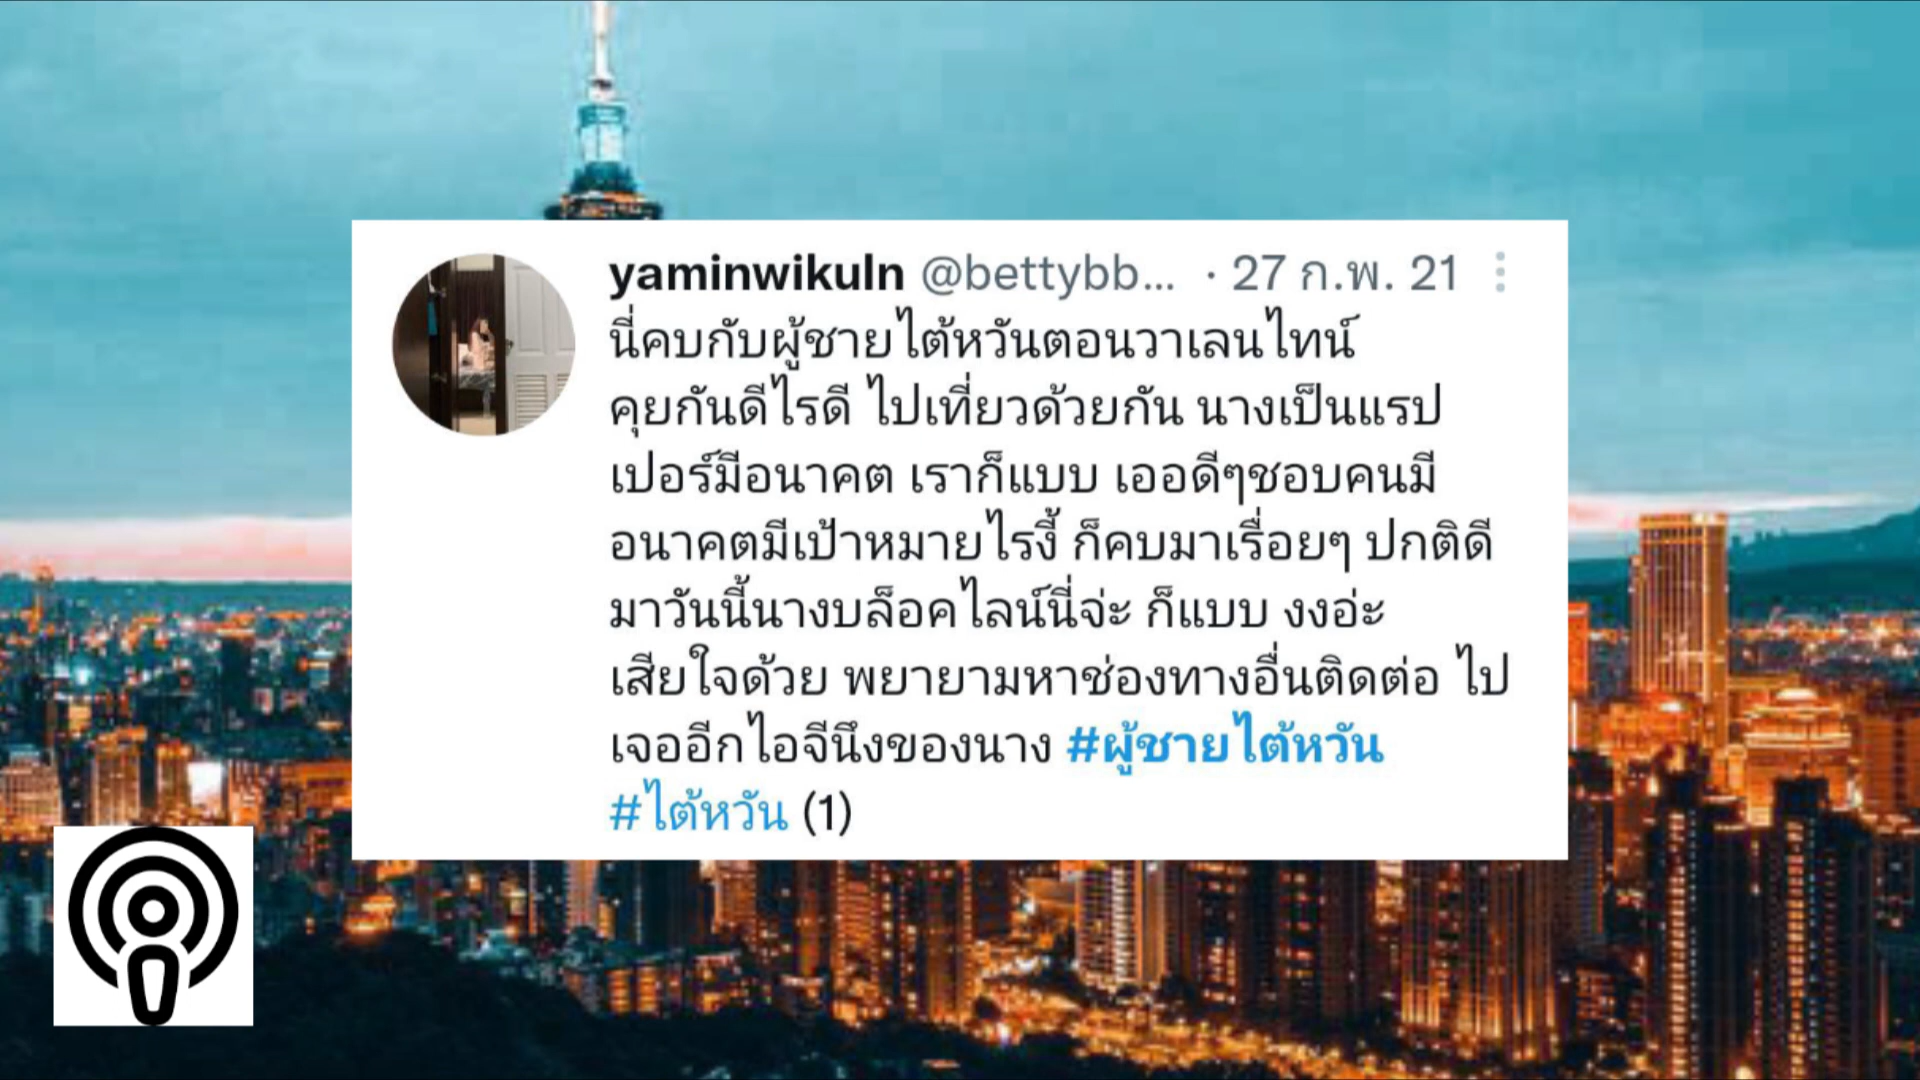 yaminwikuln @bettybb... · 27 ก.พ. 21
นี่คบกับผู้ชายไต้หวันตอนวาเลนไทน์
คุยกันดีไรดี ไปเที่ยวด้วยกัน นางเป็นแรป
เปอร์มีอนาคต เราก็แบบ เออดีๆชอบคนมี
อนาคตมีเป้าหมายไรงี้ ก็คบมาเรื่อยๆ ปกติดี
มาวันนี้นางบล็อคไลน์นี่จ่ะ ก็แบบ งงอ่ะ
เสียใจด้วย พยายามหาช่องทางอื่นติดต่อ ไป
เจออีกไอจีนึงของนาง #ผู้ชายไต้หวัน
#ไต้หวัน (1)